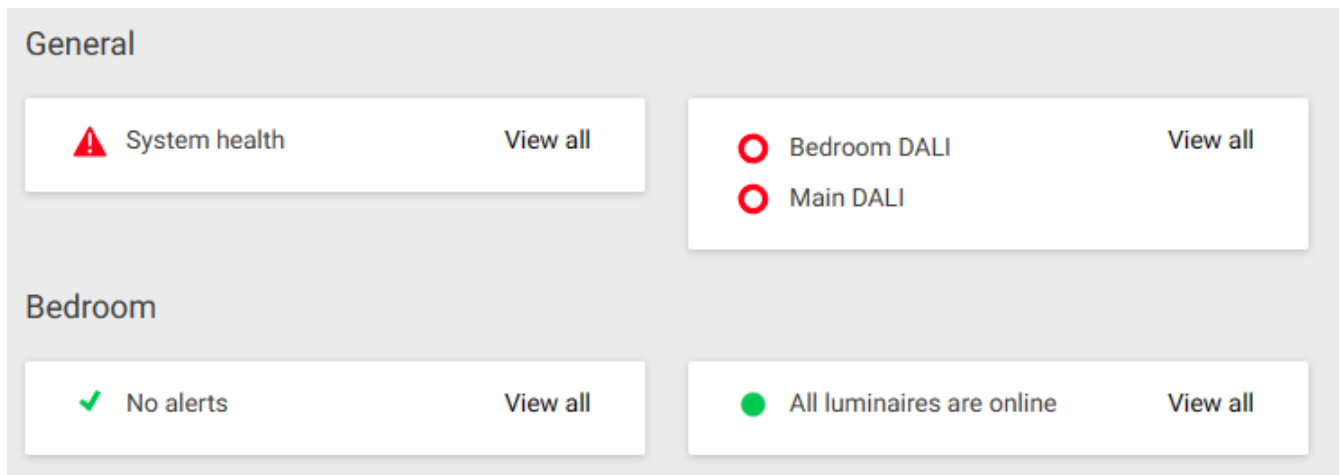 General
System health View all
Bedroom DALI View all
Main DALI
Bedroom
No alerts View all
All luminaires are online View all